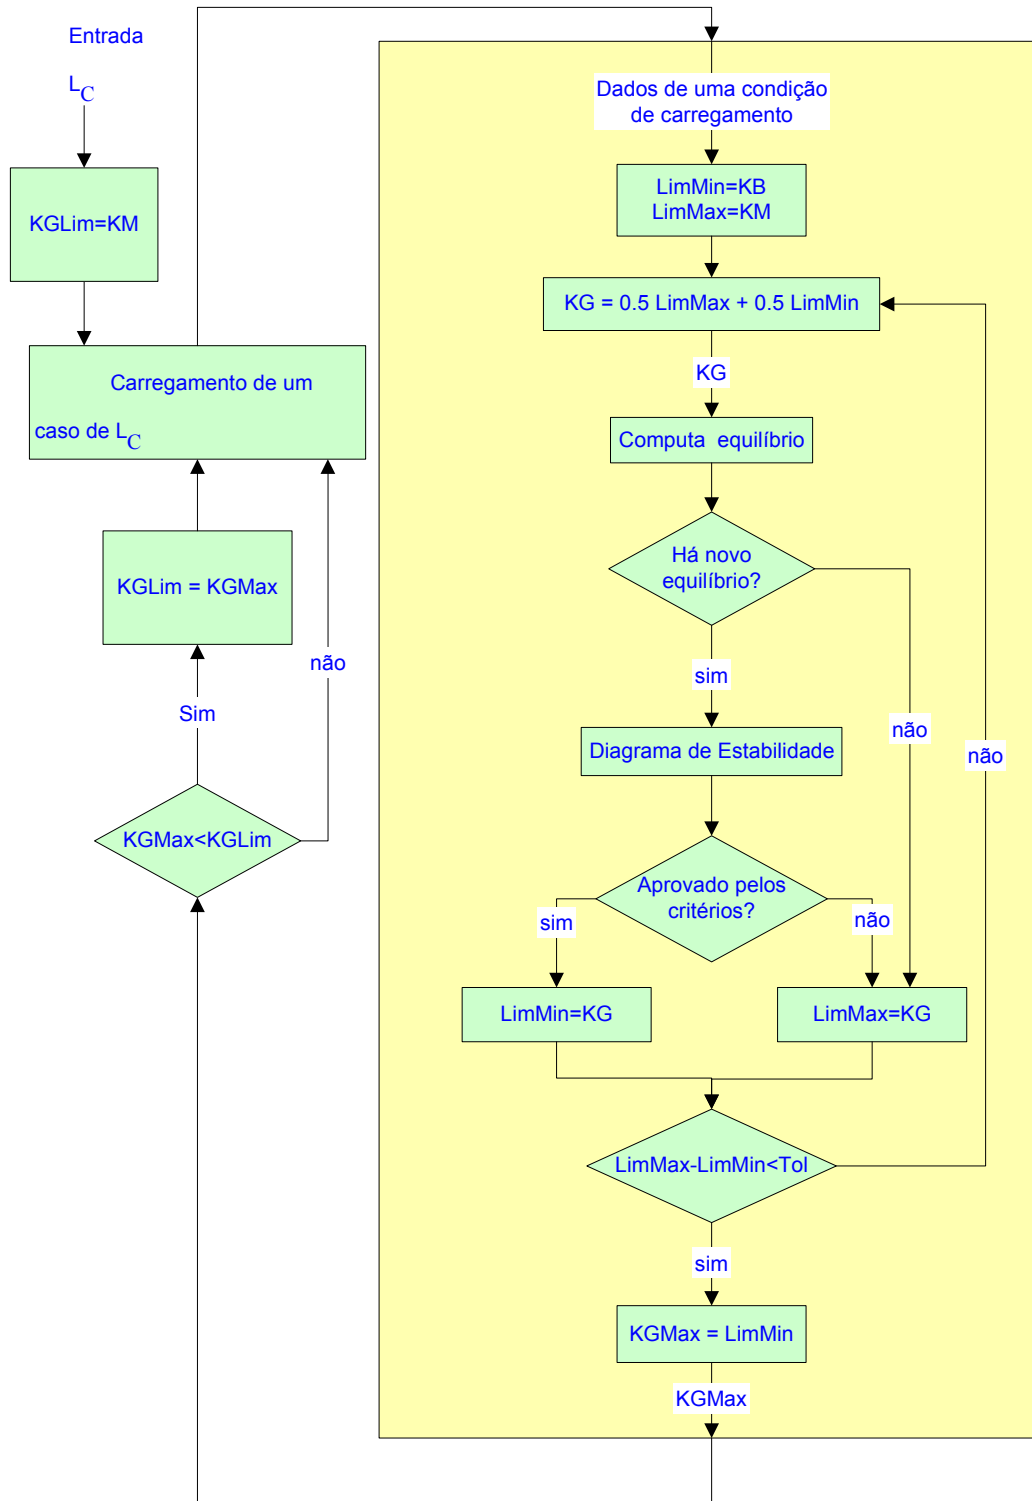 Entrada
L_C
KGLim=KM
Carregamento de um
caso de L_C
KGLim = KGMax
não
Sim
KGMax<KGLim
Dados de uma condição
de carregamento
LimMin=KB
LimMax=KM
KG = 0.5 LimMax + 0.5 LimMin
KG
Computa equilíbrio
Há novo
equilíbrio?
sim
não
não
Diagrama de Estabilidade
Aprovado pelos
critérios?
sim
não
LimMin=KG
LimMax=KG
LimMax-LimMin<Tol
sim
KGMax = LimMin
KGMax